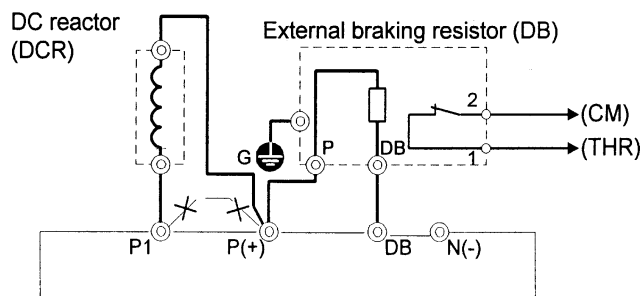 DC reactor
(DCR)
External braking resistor (DB)
2
(CM)
G
P
DB
1
(THR)
P1
P(+)
DB
N(-)